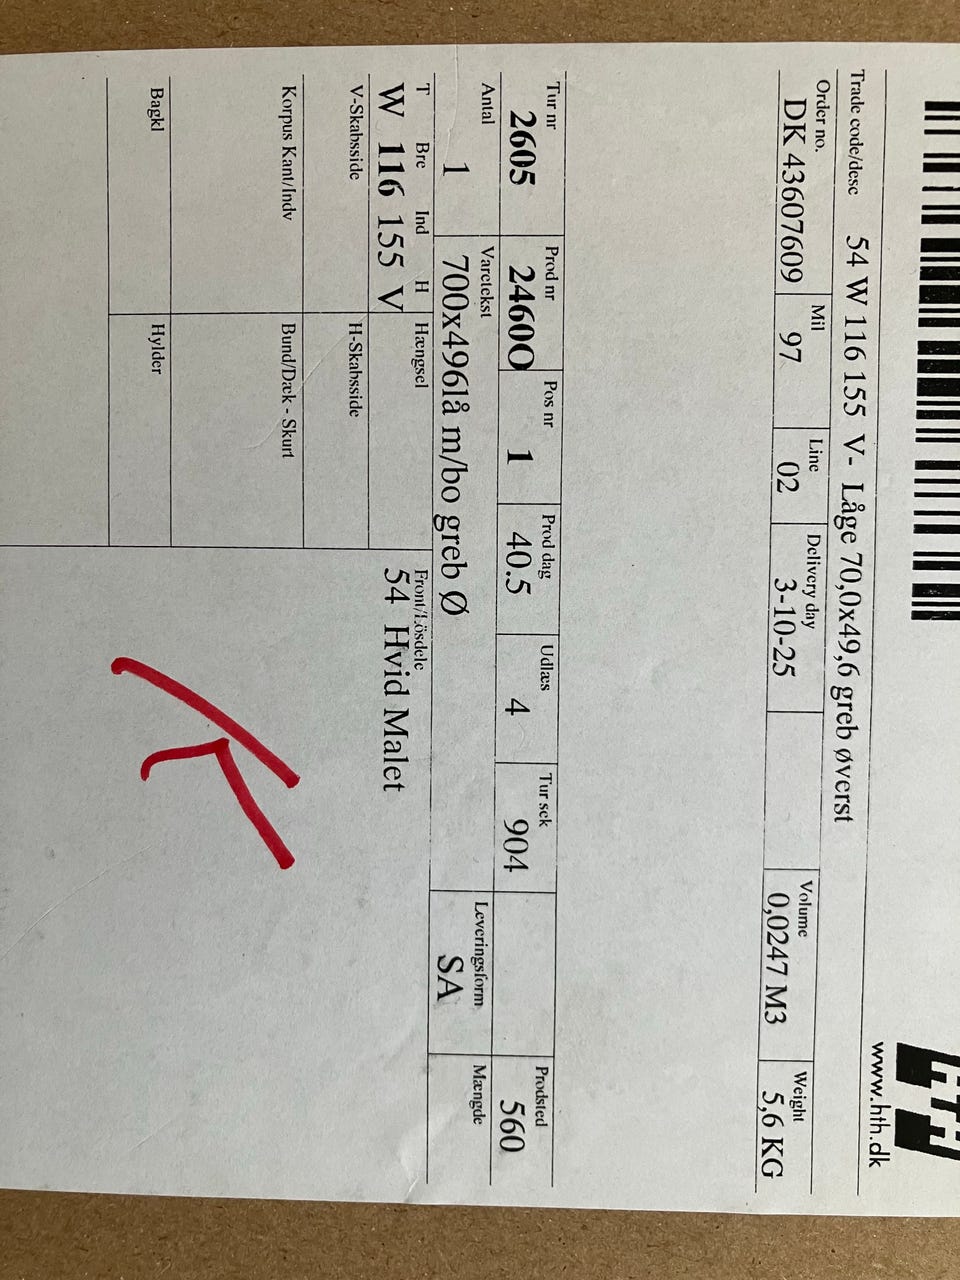 hth
www.hth.dk
Trade code/desc 54 W 116 155 V- Låge 70,0x49,6 greb øverst
Order no. Mil Line Delivery day Volume Weight
DK 43607609 97 02 3-10-25 0,0247 M3 5,6 KG
Tur nr Prod nr Pos nr Prod dag Udlæs Tur sek Prodsted
2605 2460O 1 40.5 4 904 560
Antal Varetekst Leveringsform Mængde
1 700x496lå m/bo greb Ø SA
T Bre Ind H Hængsel Front/Lösdele
W 116 155 V 54 Hvid Malet
V-Skabsside H-Skabsside
Korpus Kant/Indv Bund/Dæk - Skurt
Bagkl Hylder
K